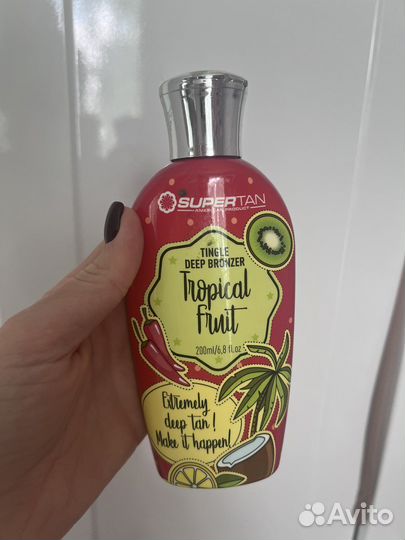 SUPERTAN
AMERICAN PRODUCT
TINGLE
DEEP BRONZER
Tropical
Fruit
200ml/6,8 fl.oz
Extremely
deep tan!
Make it happen!
Avito